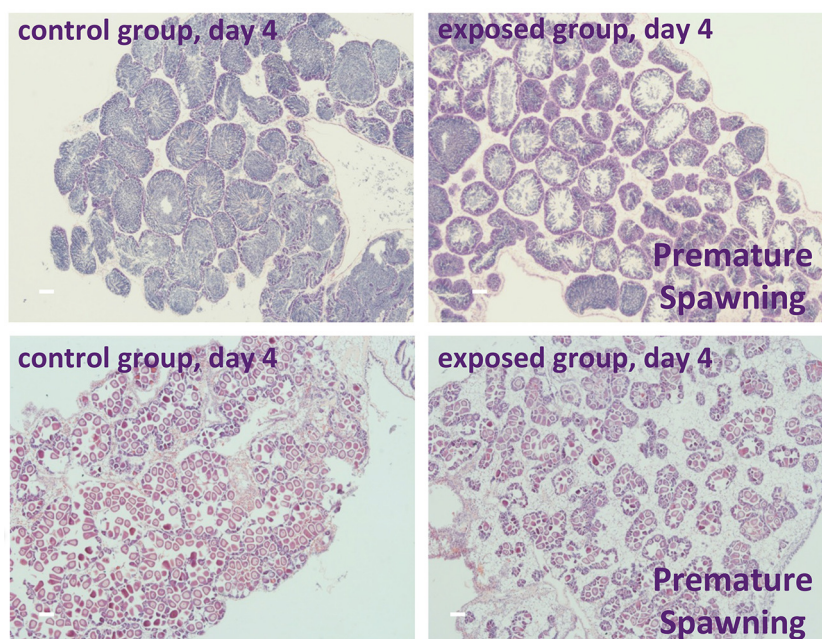 control group, day 4
exposed group, day 4
Premature
Spawning
control group, day 4
exposed group, day 4
Premature
Spawning